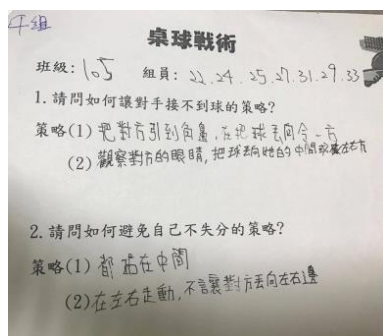 4組
桌球戰術
班級: 105 組員: 22.24.25.27.31.29.33
1.請問如何讓對手接不到球的策略?
策略(1) 把對方引到角邊,在把球丟向令一方
(2) 觀察對方的眼睛,把球丟向她的中間或左右方
2.請問如何避免自己不失分的策略?
策略(1) 都站在中間
(2)在左右走動,不讓對方丟向左右邊